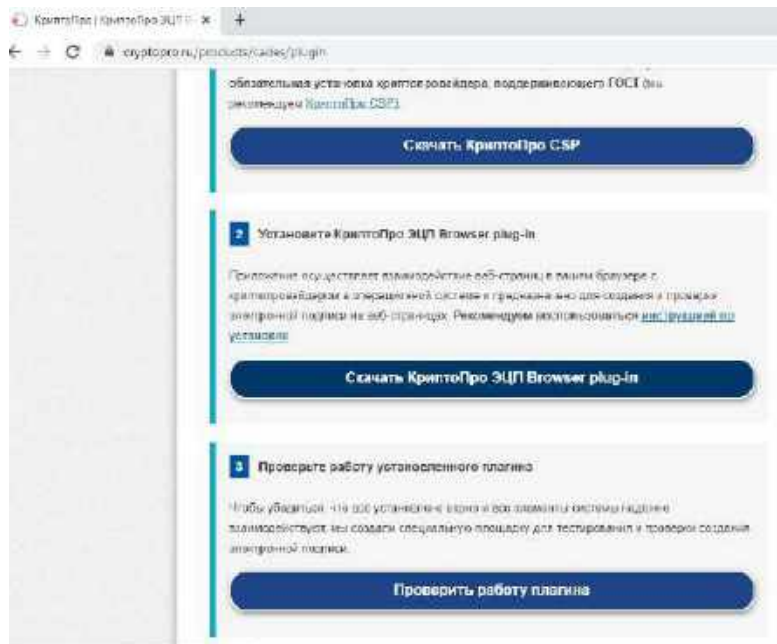 КриптоПро | КриптоПро ЭЦП
cryptopro.ru/products/cades/plugin
обязательная установка криптопровайдера, поддерживающего ГОСТ (мы
рекомендуем КриптоПро CSP).
Скачать КриптоПро CSP
2 Установите КриптоПро ЭЦП Browser plug-in
Приложение осуществляет взаимодействие веб-страниц в вашем браузере с
криптопровайдером в операционной системе и предназначено для создания и проверки
электронной подписи на веб-страницах. Рекомендуем воспользоваться инструкцией по
установке
Скачать КриптоПро ЭЦП Browser plug-in
3 Проверьте работу установленного плагина
Чтобы убедиться, что все установлено верно и все элементы системы надежно
взаимодействуют, мы создали специальную площадку для тестирования и проверки создания
электронной подписи.
Проверить работу плагина